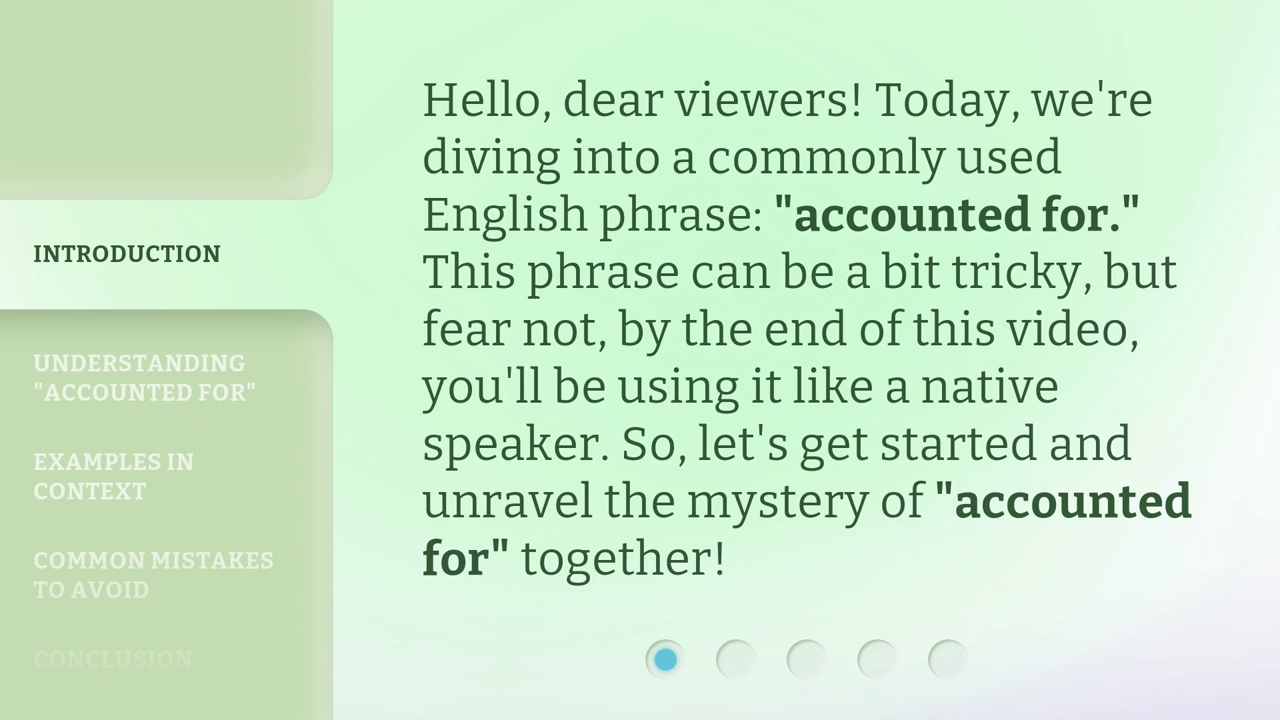 INTRODUCTION
UNDERSTANDING
"ACCOUNTED FOR"
EXAMPLES IN
CONTEXT
COMMON MISTAKES
TO AVOID
CONCLUSION
Hello, dear viewers! Today, we're
diving into a commonly used
English phrase: "accounted for."
This phrase can be a bit tricky, but
fear not, by the end of this video,
you'll be using it like a native
speaker. So, let's get started and
unravel the mystery of "accounted
for" together!